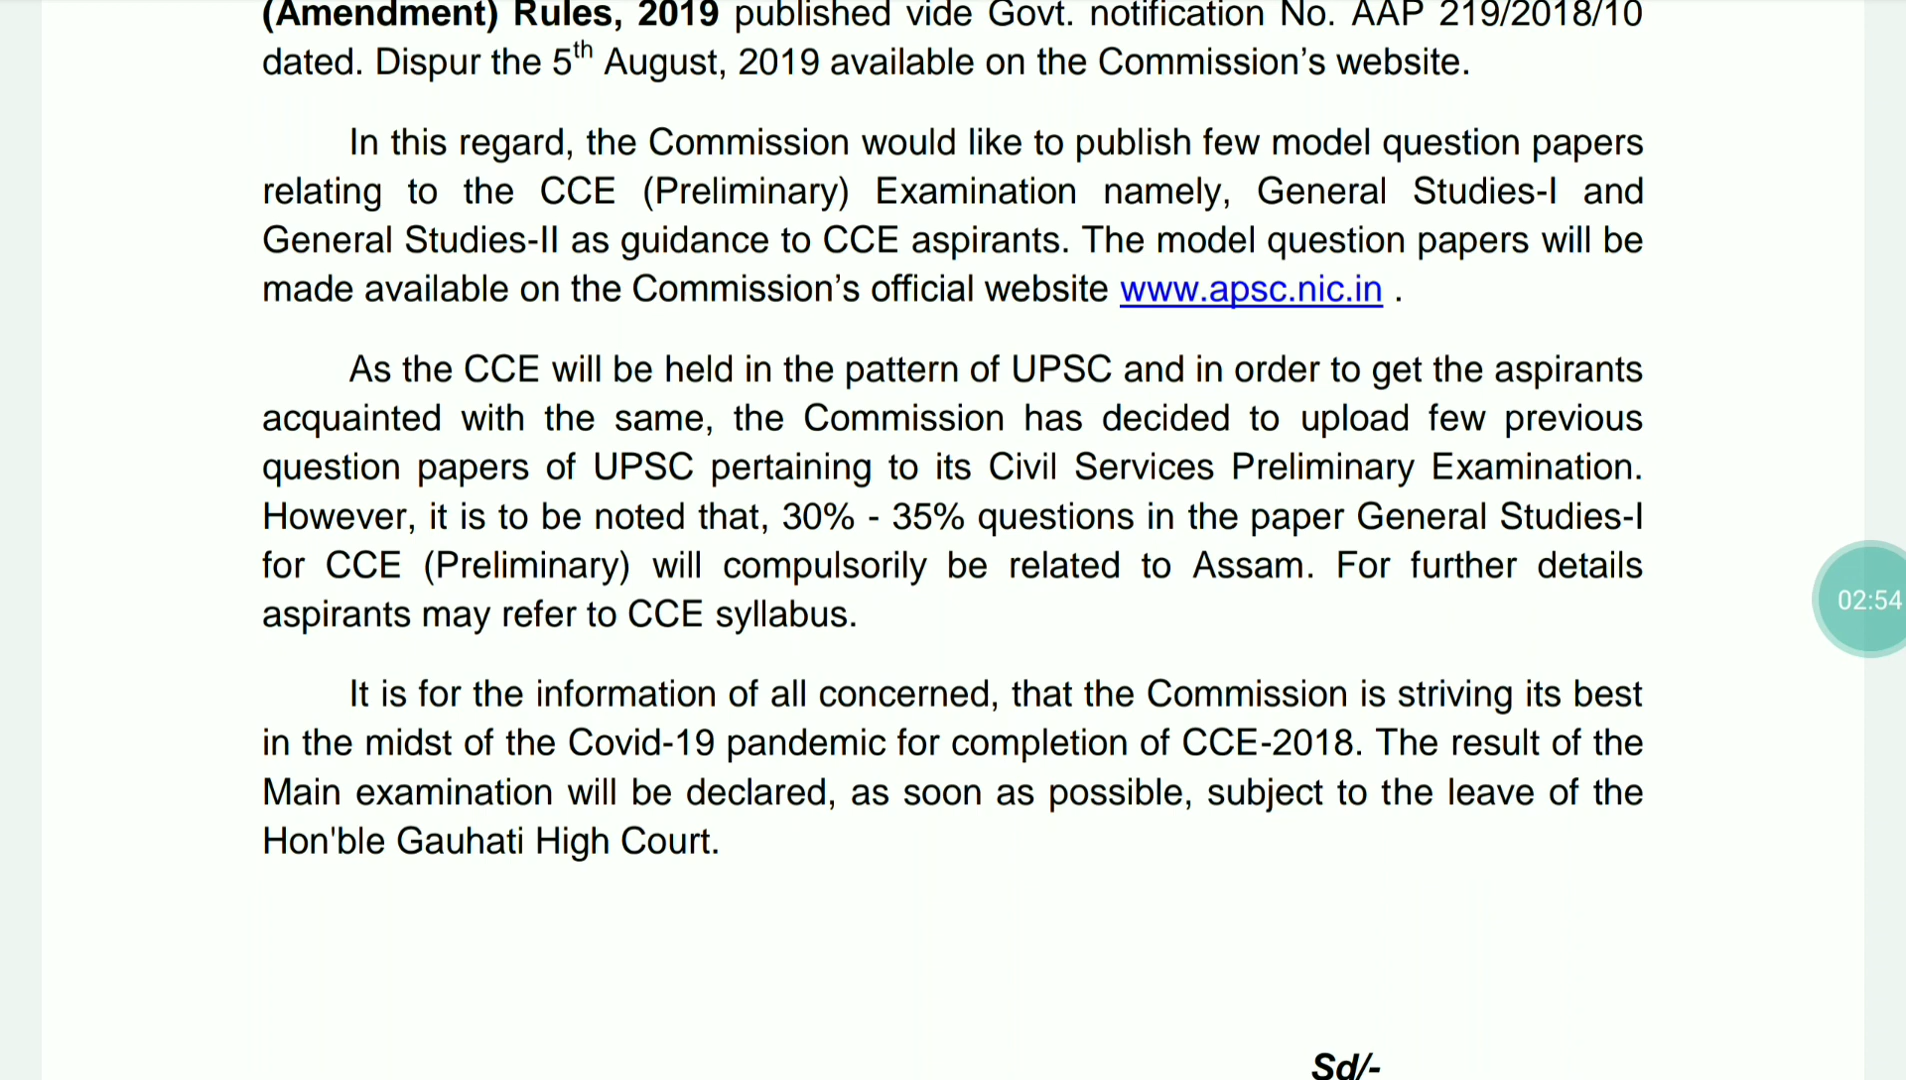 (Amendment) Rules, 2019 published vide Govt. notification No. AAP 219/2018/10
dated. Dispur the 5th August, 2019 available on the Commission’s website.
In this regard, the Commission would like to publish few model question papers
relating to the CCE (Preliminary) Examination namely, General Studies-I and
General Studies-II as guidance to CCE aspirants. The model question papers will be
made available on the Commission’s official website www.apsc.nic.in .
As the CCE will be held in the pattern of UPSC and in order to get the aspirants
acquainted with the same, the Commission has decided to upload few previous
question papers of UPSC pertaining to its Civil Services Preliminary Examination.
However, it is to be noted that, 30% - 35% questions in the paper General Studies-I
for CCE (Preliminary) will compulsorily be related to Assam. For further details
aspirants may refer to CCE syllabus.
02:54
It is for the information of all concerned, that the Commission is striving its best
in the midst of the Covid-19 pandemic for completion of CCE-2018. The result of the
Main examination will be declared, as soon as possible, subject to the leave of the
Hon'ble Gauhati High Court.
Sd/-